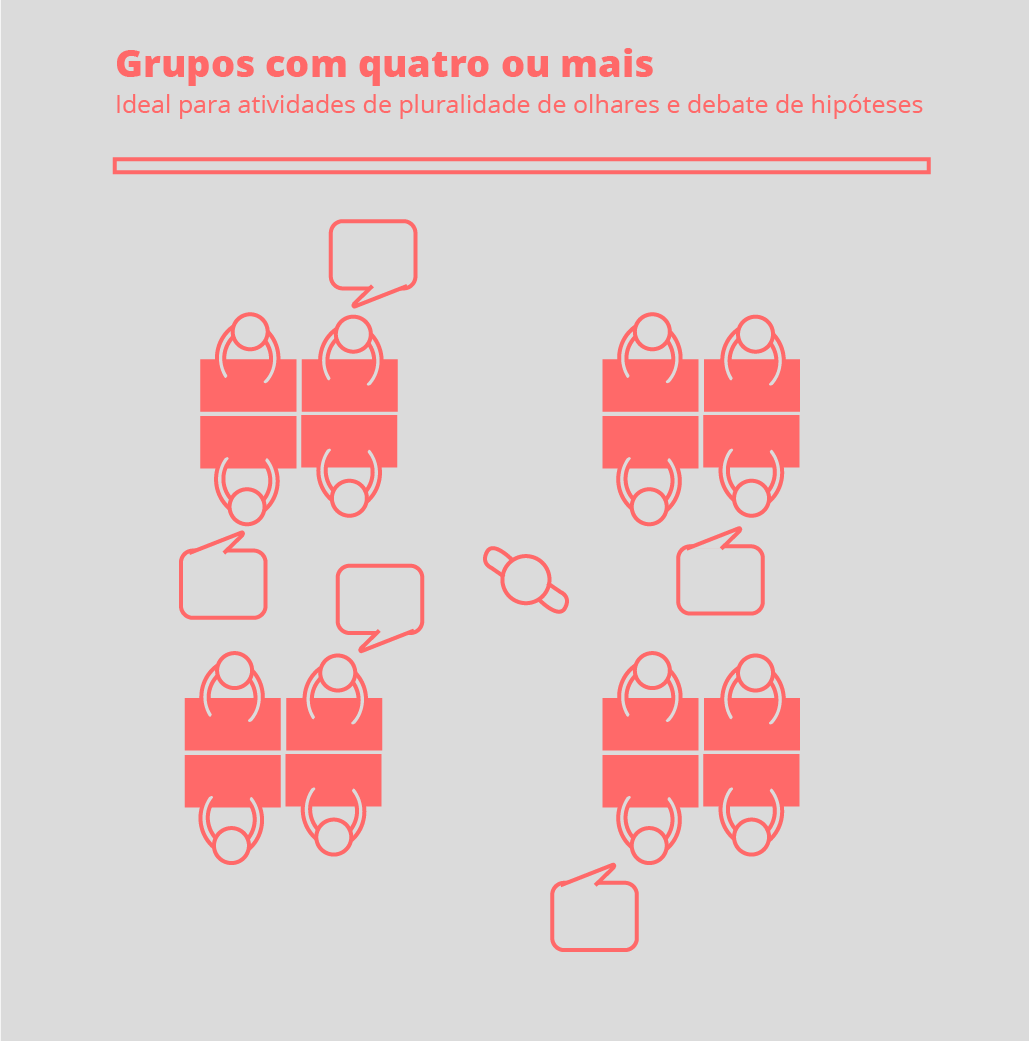 Grupos com quatro ou mais
Ideal para atividades de pluralidade de olhares e debate de hipóteses